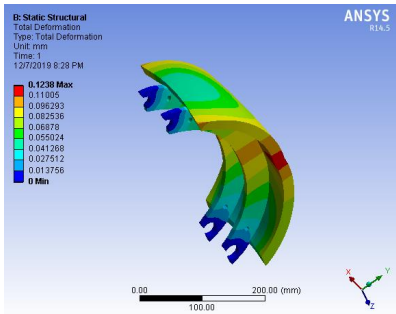 B: Static Structural
Total Deformation
Type: Total Deformation
Unit: mm
Time: 1
12/7/2019 8:28 PM
0.1238 Max
0.11005
0.096293
0.082536
0.06878
0.055024
0.041268
0.027512
0.013756
0 Min
ANSYS
R14.5
0.00
200.00 (mm)
100.00
X
Y
Z